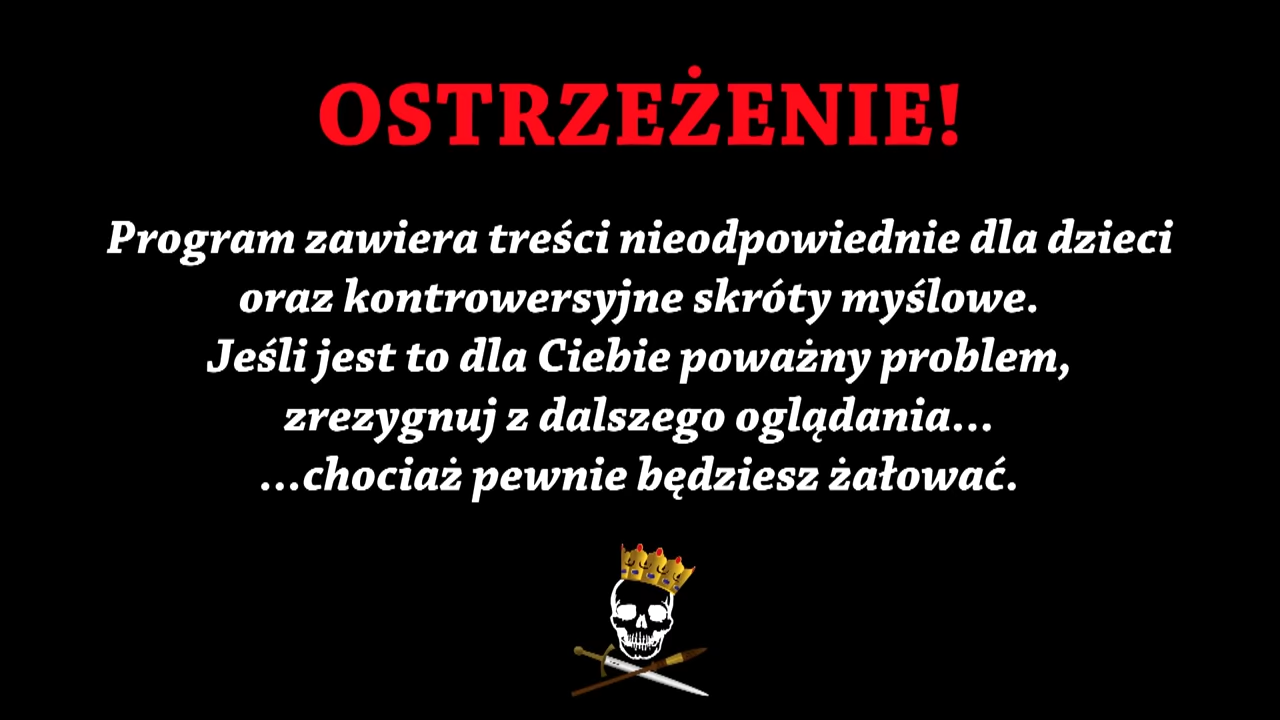 OSTRZEŻENIE!
Program zawiera treści nieodpowiednie dla dzieci
oraz kontrowersyjne skróty myślowe.
Jeśli jest to dla Ciebie poważny problem,
zrezygnuj z dalszego oglądania...
...chociaż pewnie będziesz żałować.